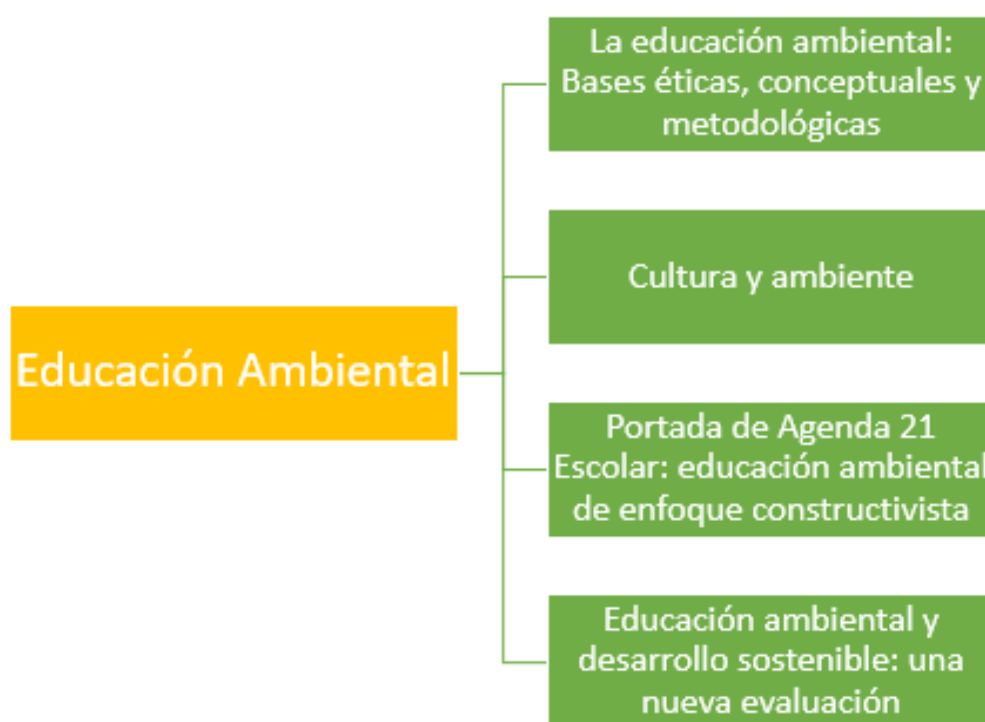 La educación ambiental:
Bases éticas, conceptuales y
metodológicas
Cultura y ambiente
Educación Ambiental
Portada de Agenda 21
Escolar: educación ambiental
de enfoque constructivista
Educación ambiental y
desarrollo sostenible: una
nueva evaluación